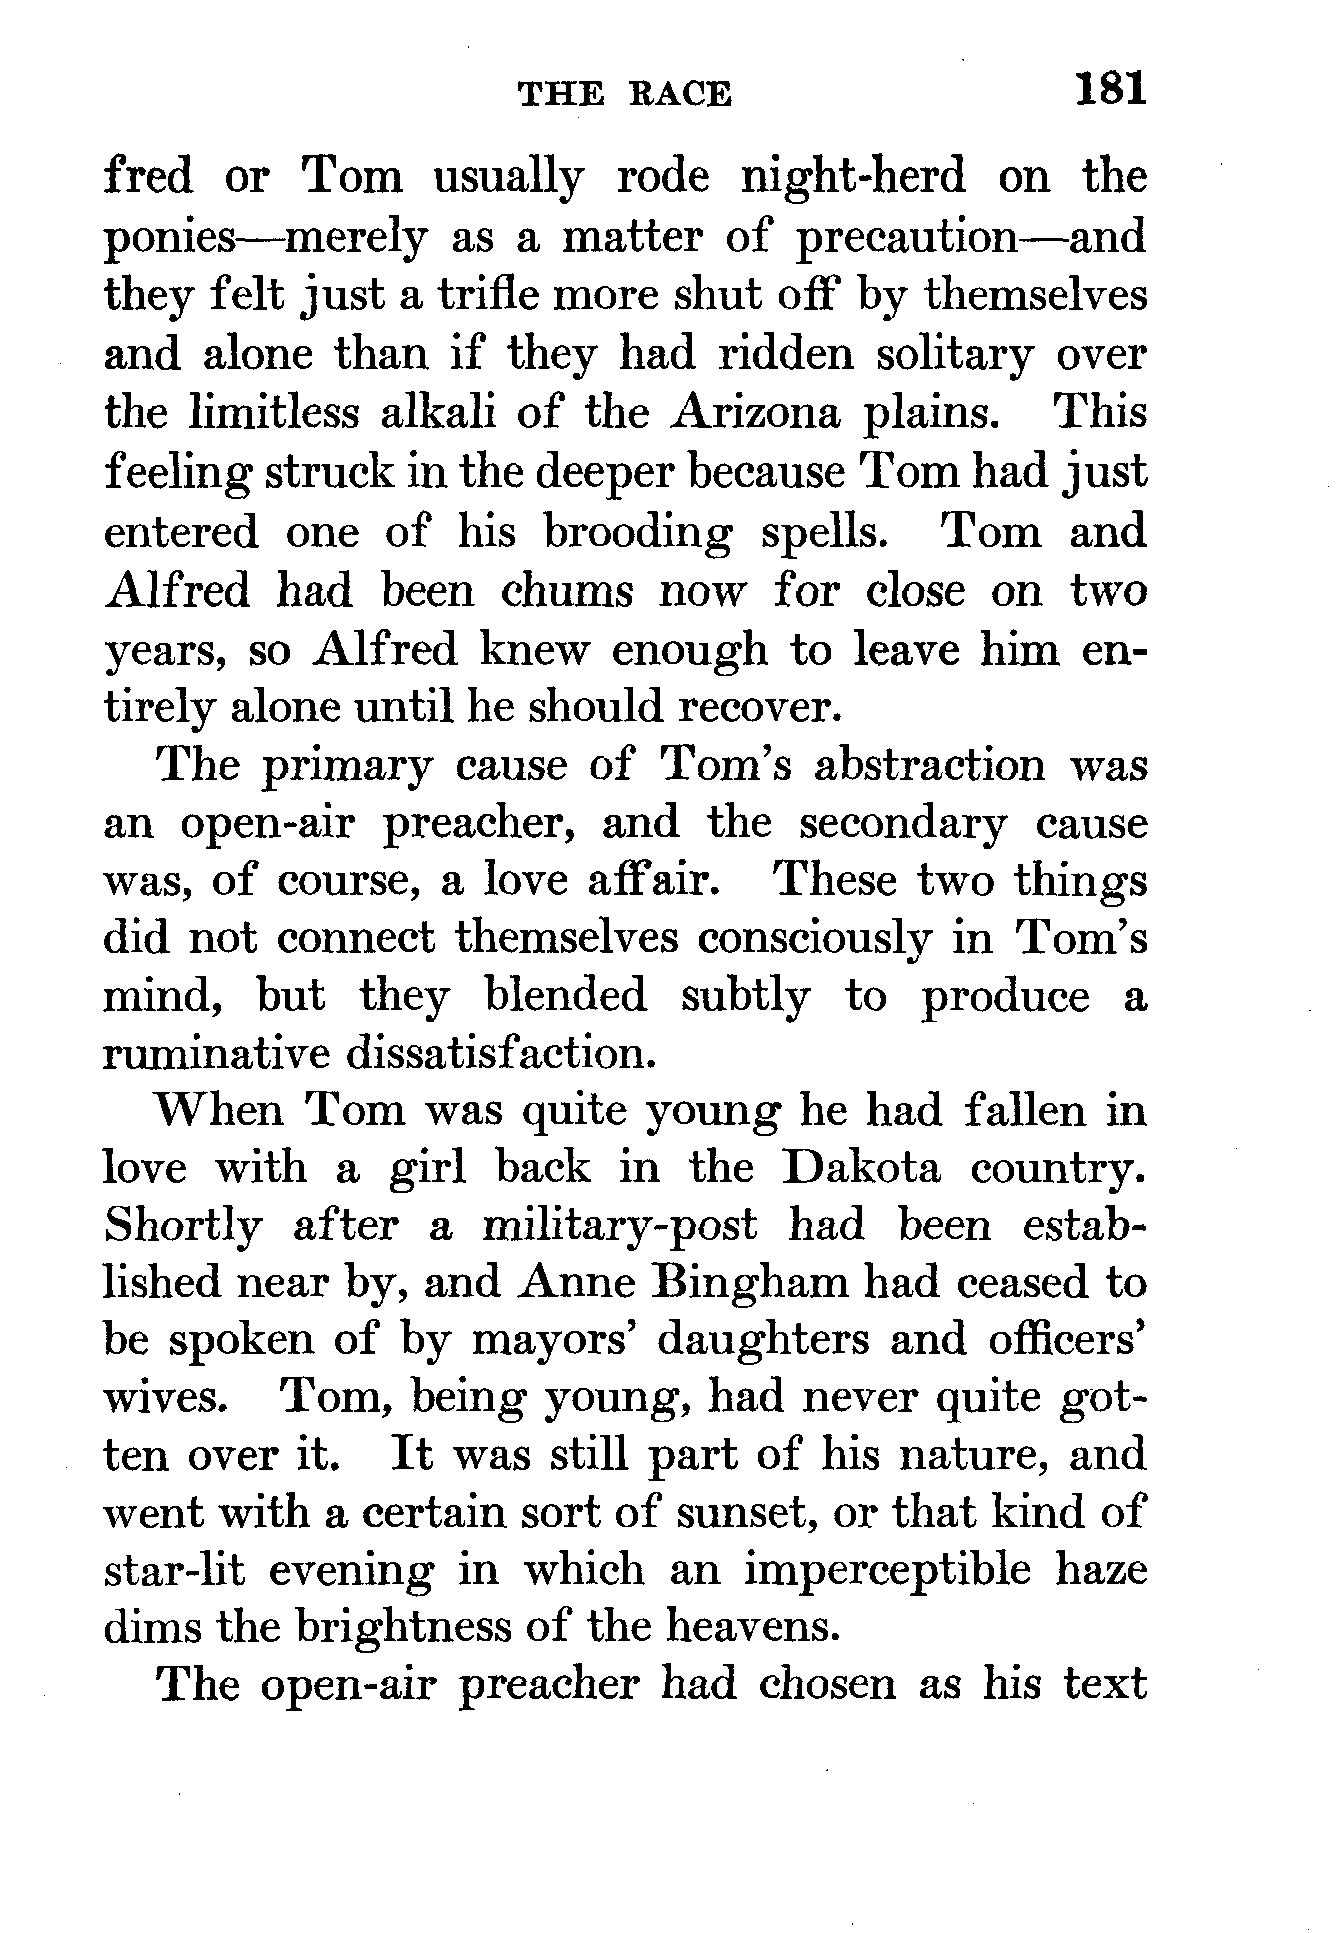 THE RACE 181
fred or Tom usually rode night-herd on the
ponies—merely as a matter of precaution—and
they felt just a trifle more shut off by themselves
and alone than if they had ridden solitary over
the limitless alkali of the Arizona plains. This
feeling struck in the deeper because Tom had just
entered one of his brooding spells. Tom and
Alfred had been chums now for close on two
years, so Alfred knew enough to leave him en-
tirely alone until he should recover.
The primary cause of Tom's abstraction was
an open-air preacher, and the secondary cause
was, of course, a love affair. These two things
did not connect themselves consciously in Tom's
mind, but they blended subtly to produce a
ruminative dissatisfaction.
When Tom was quite young he had fallen in
love with a girl back in the Dakota country.
Shortly after a military-post had been estab-
lished near by, and Anne Bingham had ceased to
be spoken of by mayors' daughters and officers'
wives. Tom, being young, had never quite got-
ten over it. It was still part of his nature, and
went with a certain sort of sunset, or that kind of
star-lit evening in which an imperceptible haze
dims the brightness of the heavens.
The open-air preacher had chosen as his text